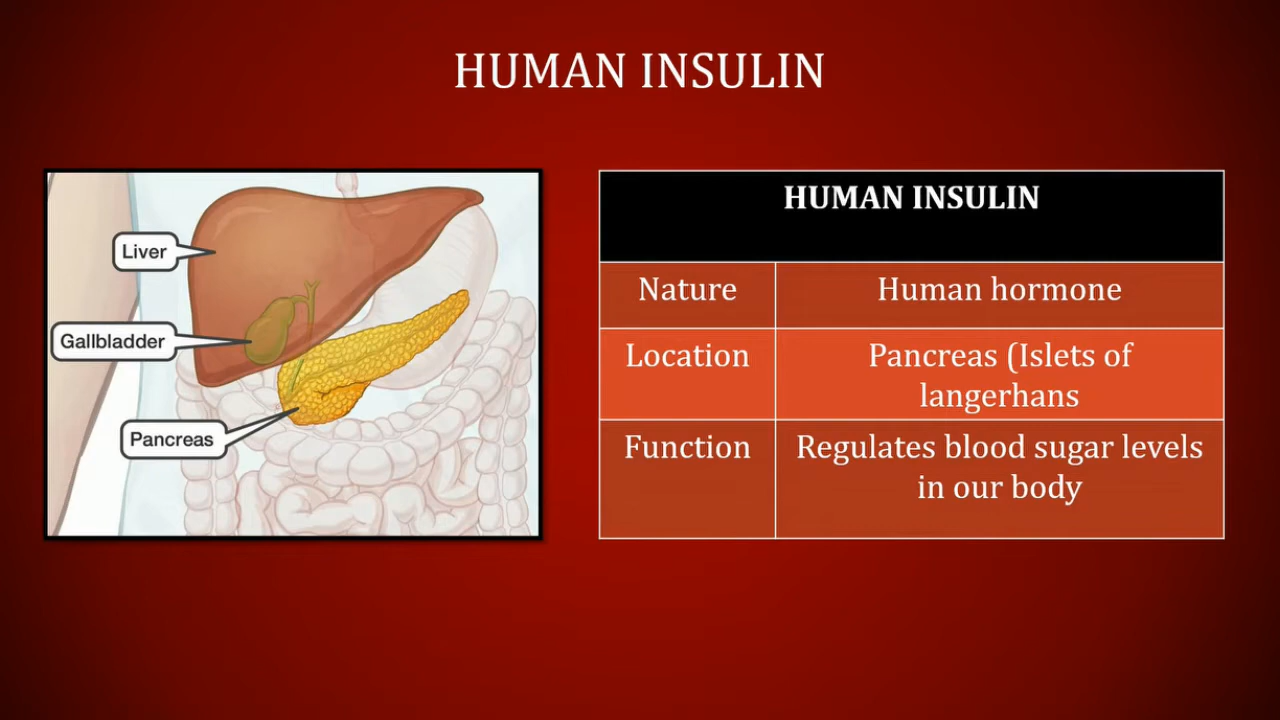 HUMAN INSULIN
Liver
Gallbladder
Pancreas
HUMAN INSULIN
Nature
Human hormone
Location
Pancreas (Islets of
langerhans
Function
Regulates blood sugar levels
in our body